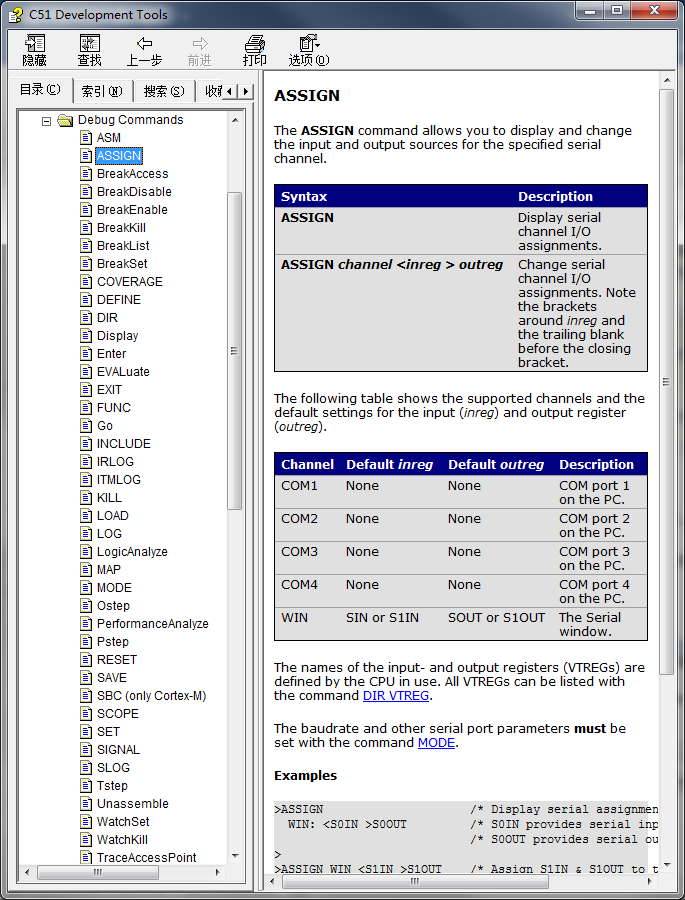 C51 Development Tools
隐藏 查找 上一步 前进 打印 选项(O)
目录(C) 索引(N) 搜索(S)
Debug Commands
ASM
ASSIGN
BreakAccess
BreakDisable
BreakEnable
BreakKill
BreakList
BreakSet
COVERAGE
DEFINE
DIR
Display
Enter
EVALuate
EXIT
FUNC
Go
INCLUDE
IRLOG
ITMLOG
KILL
LOAD
LOG
LogicAnalyze
MAP
MODE
Ostep
PerformanceAnalyze
Pstep
RESET
SAVE
SBC (only Cortex-M)
SCOPE
SET
SIGNAL
SLOG
Tstep
Unassemble
WatchSet
WatchKill
TraceAccessPoint
ASSIGN
The ASSIGN command allows you to display and change
the input and output sources for the specified serial
channel.
Syntax Description
ASSIGN Display serial
channel I/O
assignments.
ASSIGN channel <inreg > outreg Change serial
channel I/O
assignments. Note
the brackets
around inreg and
the trailing blank
before the closing
bracket.
The following table shows the supported channels and the
default settings for the input (inreg) and output register
(outreg).
Channel Default inreg Default outreg Description
COM1 None None COM port 1
on the PC.
COM2 None None COM port 2
on the PC.
COM3 None None COM port 3
on the PC.
COM4 None None COM port 4
on the PC.
WIN SIN or S1IN SOUT or S1OUT The Serial
window.
The names of the input- and output registers (VTREGs) are
defined by the CPU in use. All VTREGs can be listed with
the command DIR VTREG.
The baudrate and other serial port parameters must be
set with the command MODE.
Examples
>ASSIGN /* Display serial assignmen
WIN: <S0IN >S0OUT /* S0IN provides serial inp
/* S0OUT provides serial ou
>
>ASSIGN WIN <S1IN >S1OUT /* Assign S1IN & S1OUT to t